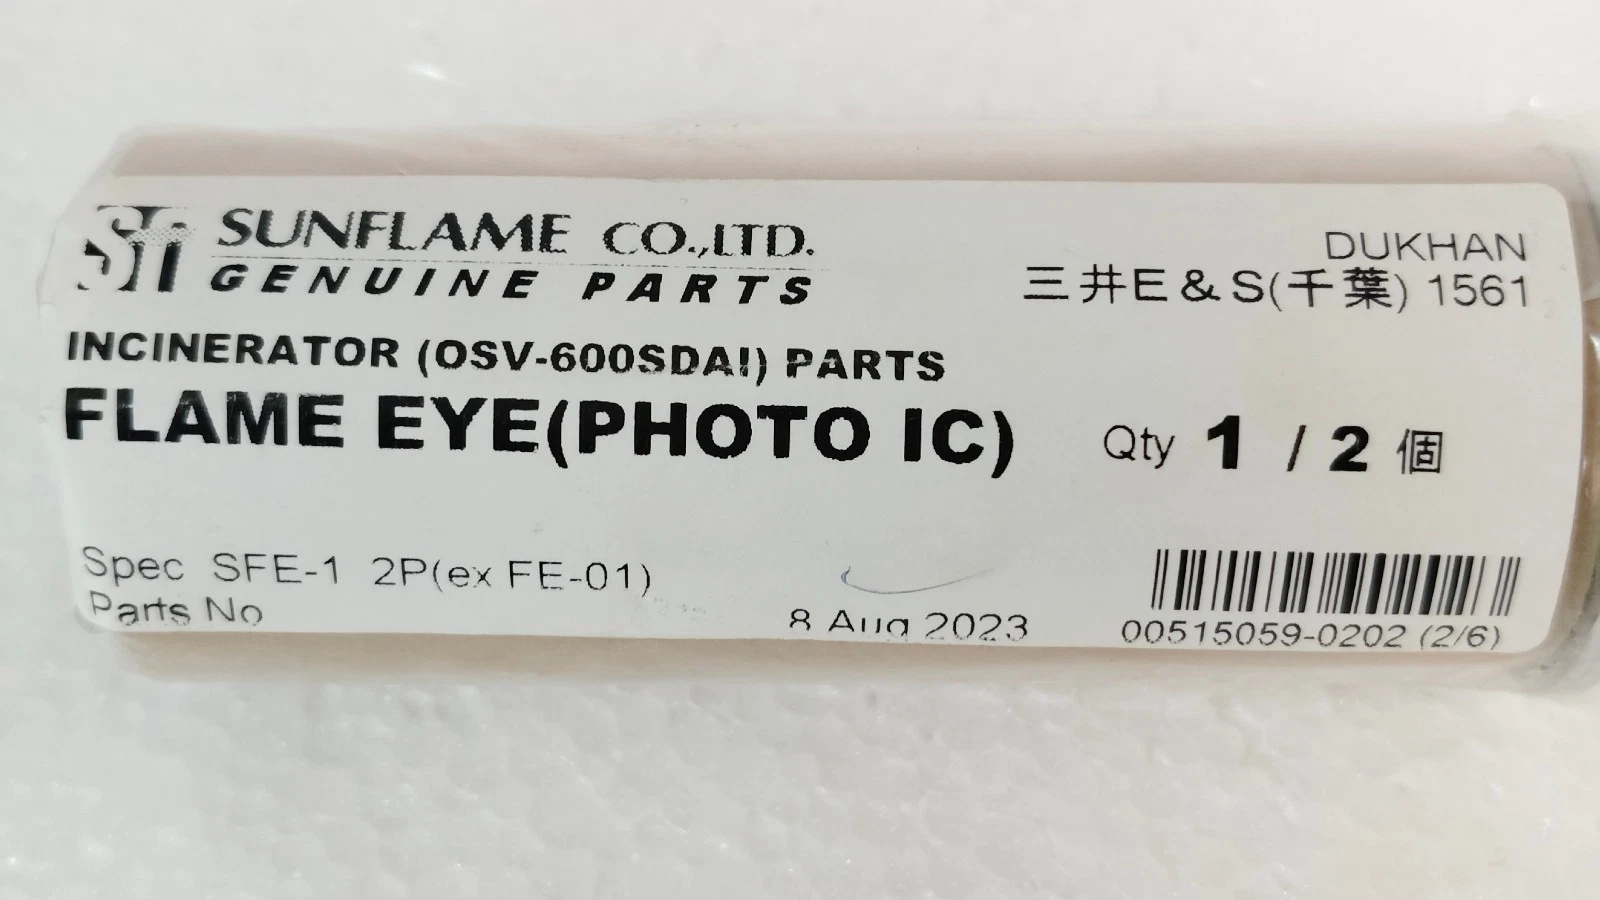 Sfi SUNFLAME CO.,LTD.
GENUINE PARTS
DUKHAN
三井E&S(千葉) 1561
INCINERATOR (OSV-600SDAI) PARTS
FLAME EYE(PHOTO IC)
Qty 1 / 2 個
Spec SFE-1 2P(ex FE-01)
Parts No
8 Aug 2023
00515059-0202 (2/6)